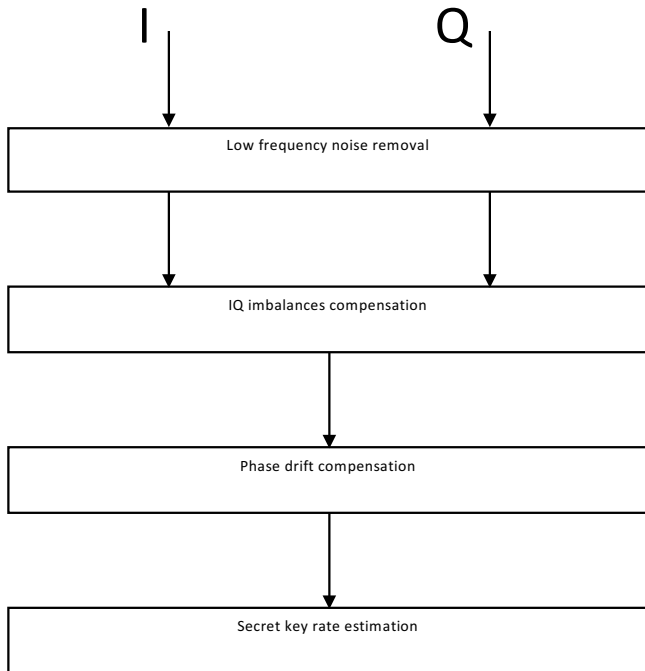 I Q
Low frequency noise removal
IQ imbalances compensation
Phase drift compensation
Secret key rate estimation